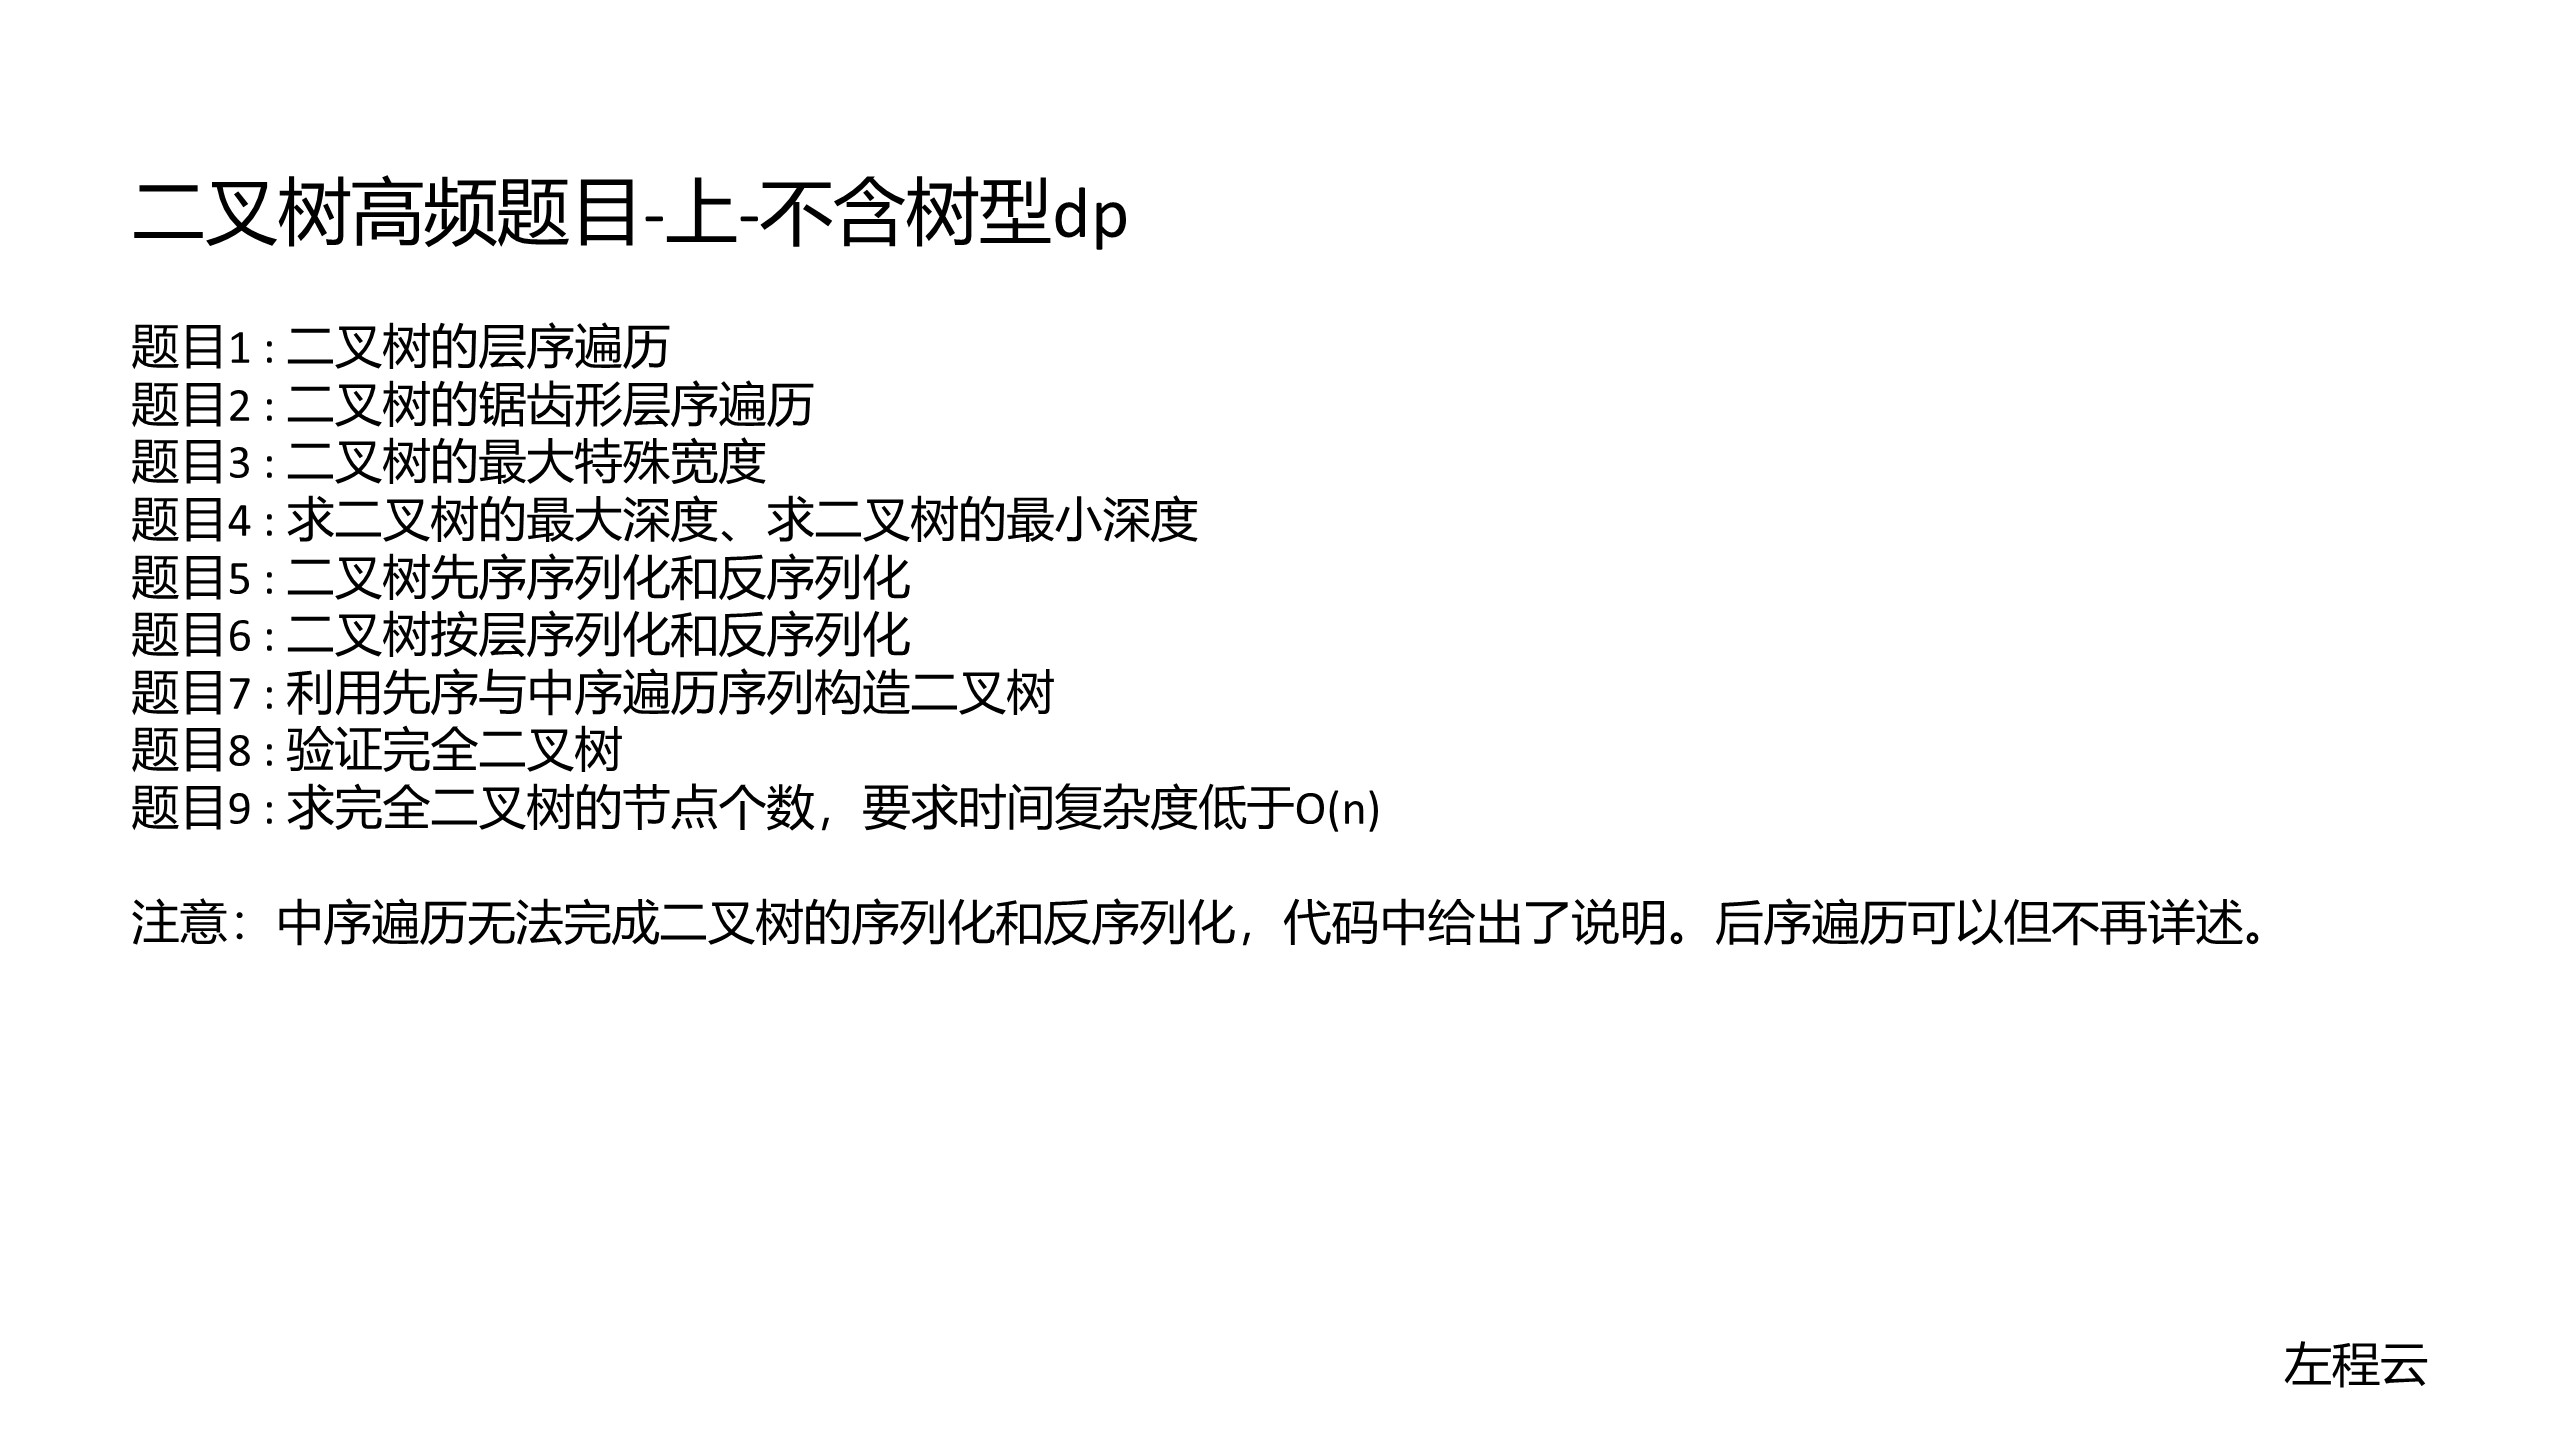 二叉树高频题目-上-不含树型dp
题目1 : 二叉树的层序遍历
题目2 : 二叉树的锯齿形层序遍历
题目3 : 二叉树的最大特殊宽度
题目4 : 求二叉树的最大深度、求二叉树的最小深度
题目5 : 二叉树先序序列化和反序列化
题目6 : 二叉树按层序列化和反序列化
题目7 : 利用先序与中序遍历序列构造二叉树
题目8 : 验证完全二叉树
题目9 : 求完全二叉树的节点个数，要求时间复杂度低于O(n)
注意：中序遍历无法完成二叉树的序列化和反序列化，代码中给出了说明。后序遍历可以但不再详述。
左程云